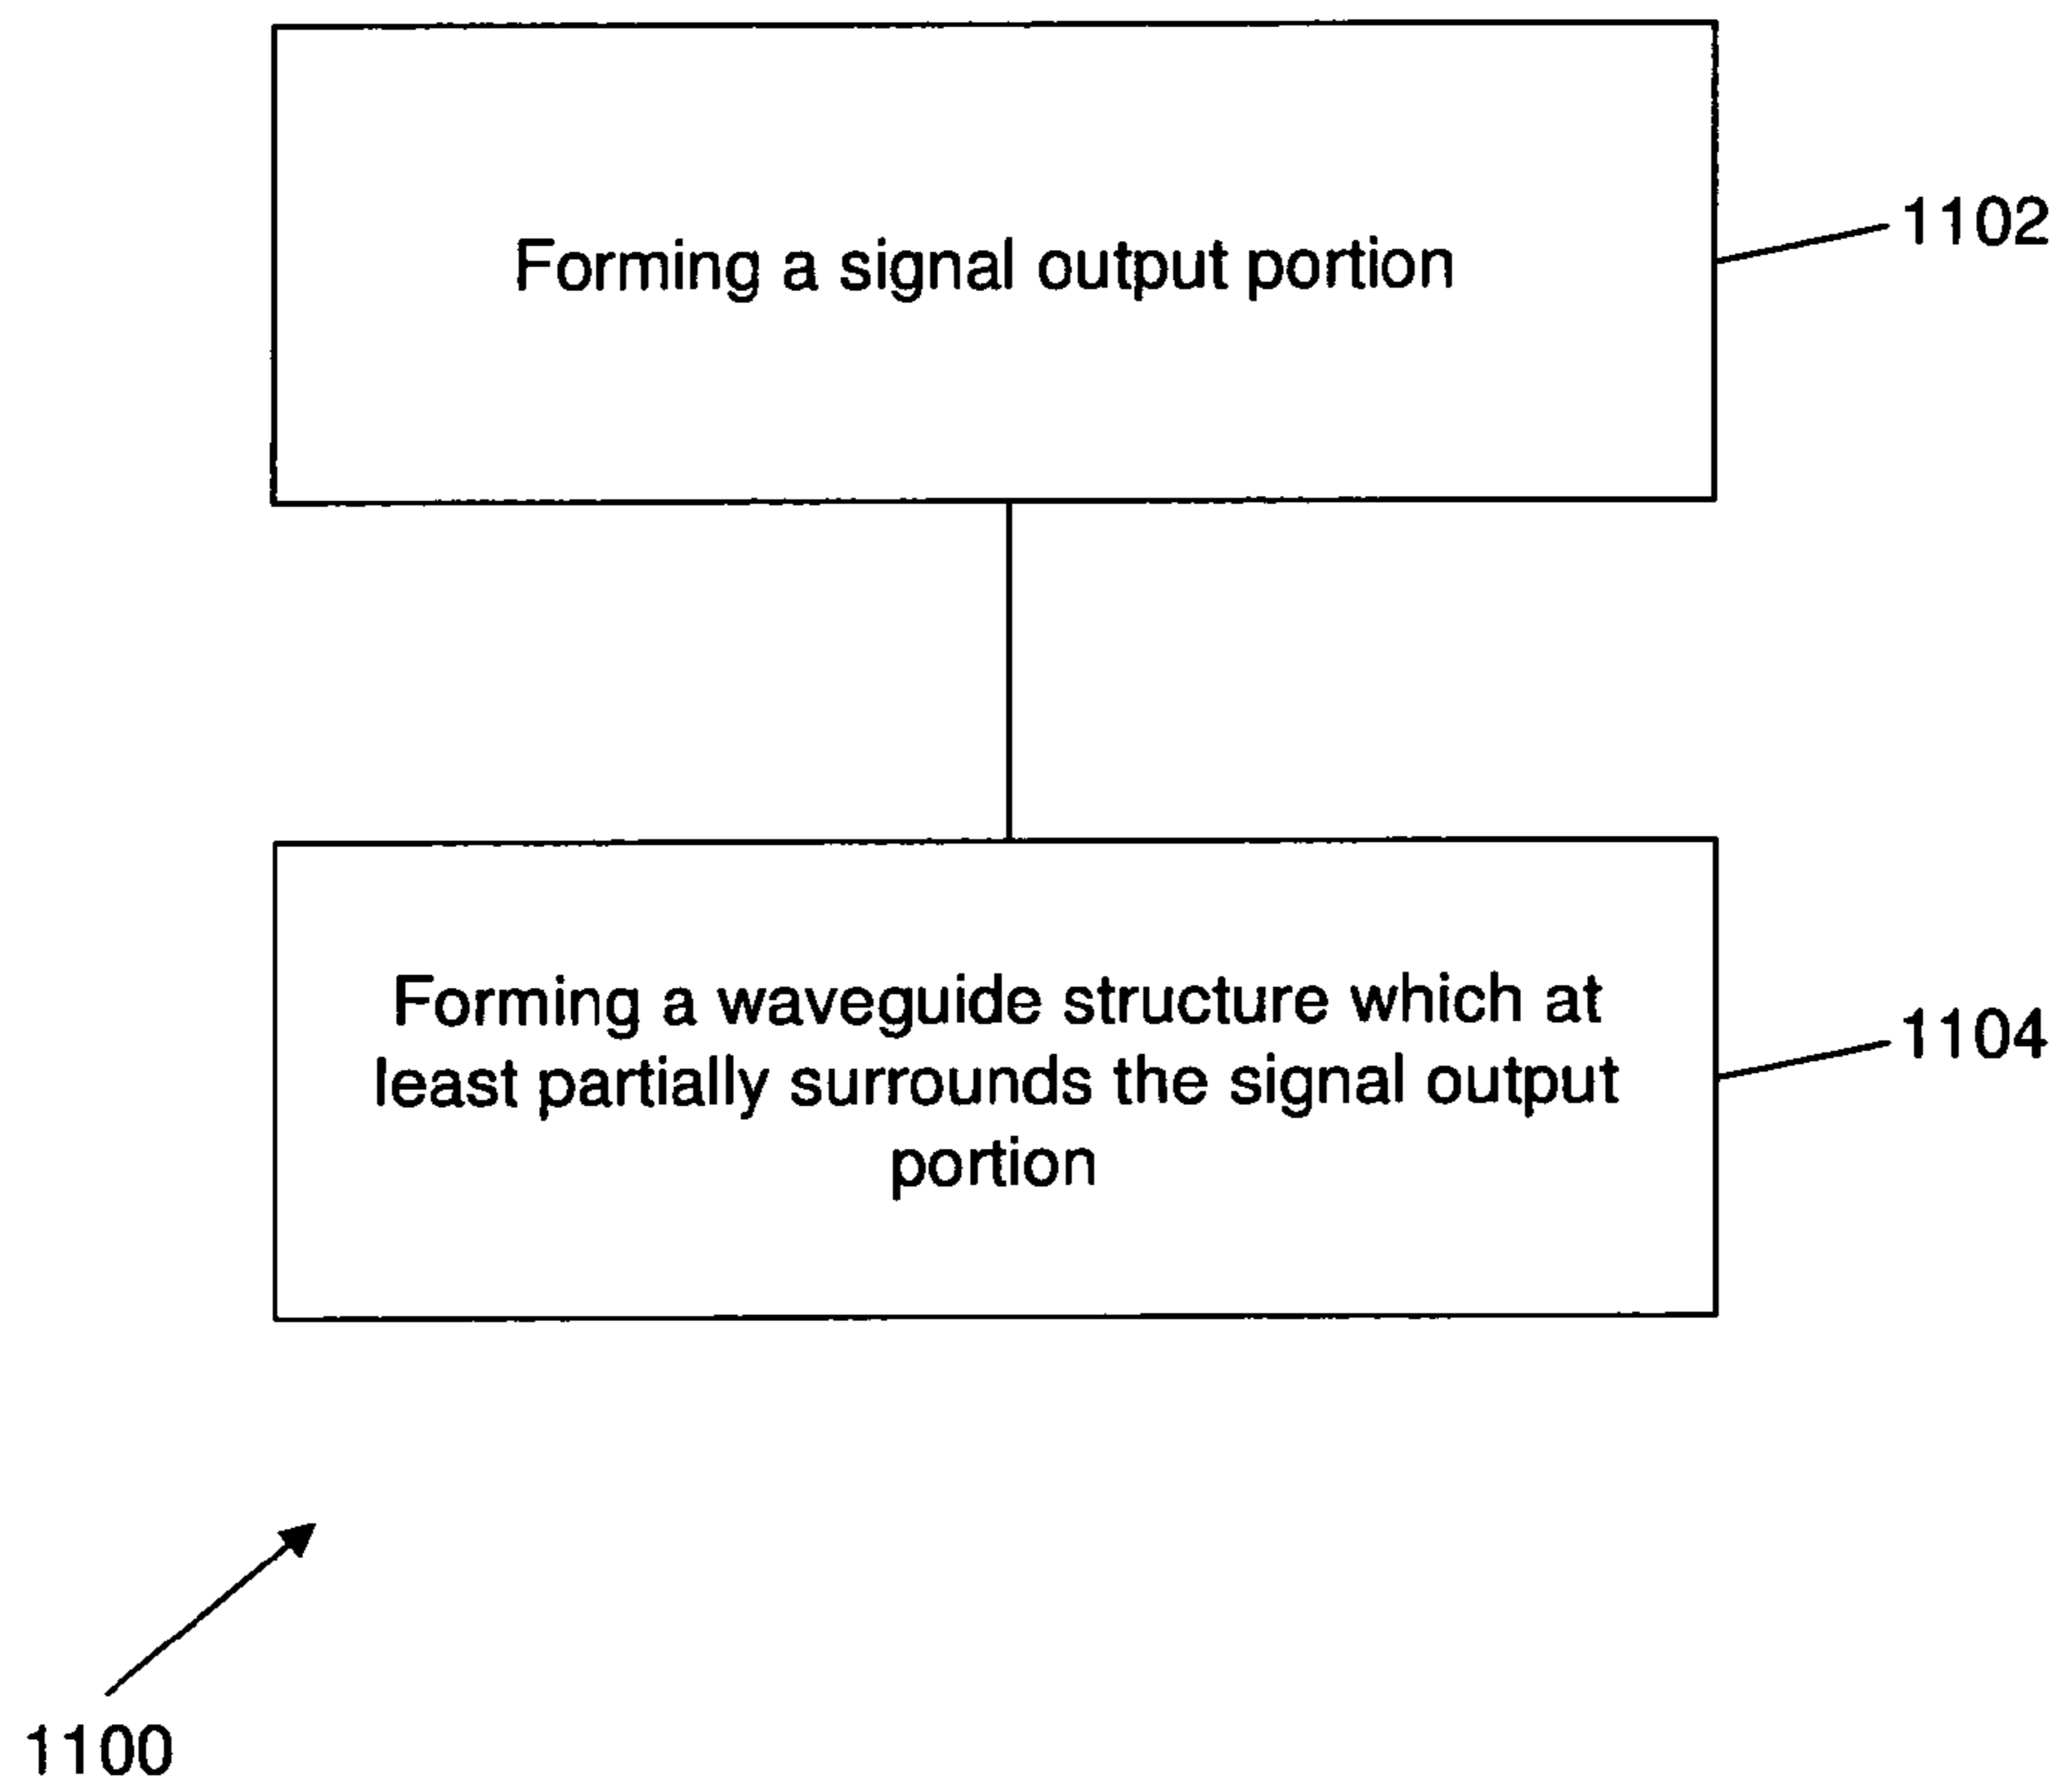 Forming a signal output portion
1102
Forming a waveguide structure which at
least partially surrounds the signal output
portion
1104
1100